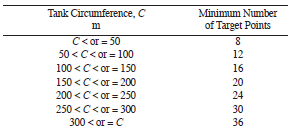 Tank Circumference, C Minimum Number
m of Target Points
C < or = 50 8
50 < C < or = 100 12
100 < C < or = 150 16
150 < C < or = 200 20
200 < C < or = 250 24
250 < C < or = 300 30
300 < or = C 36